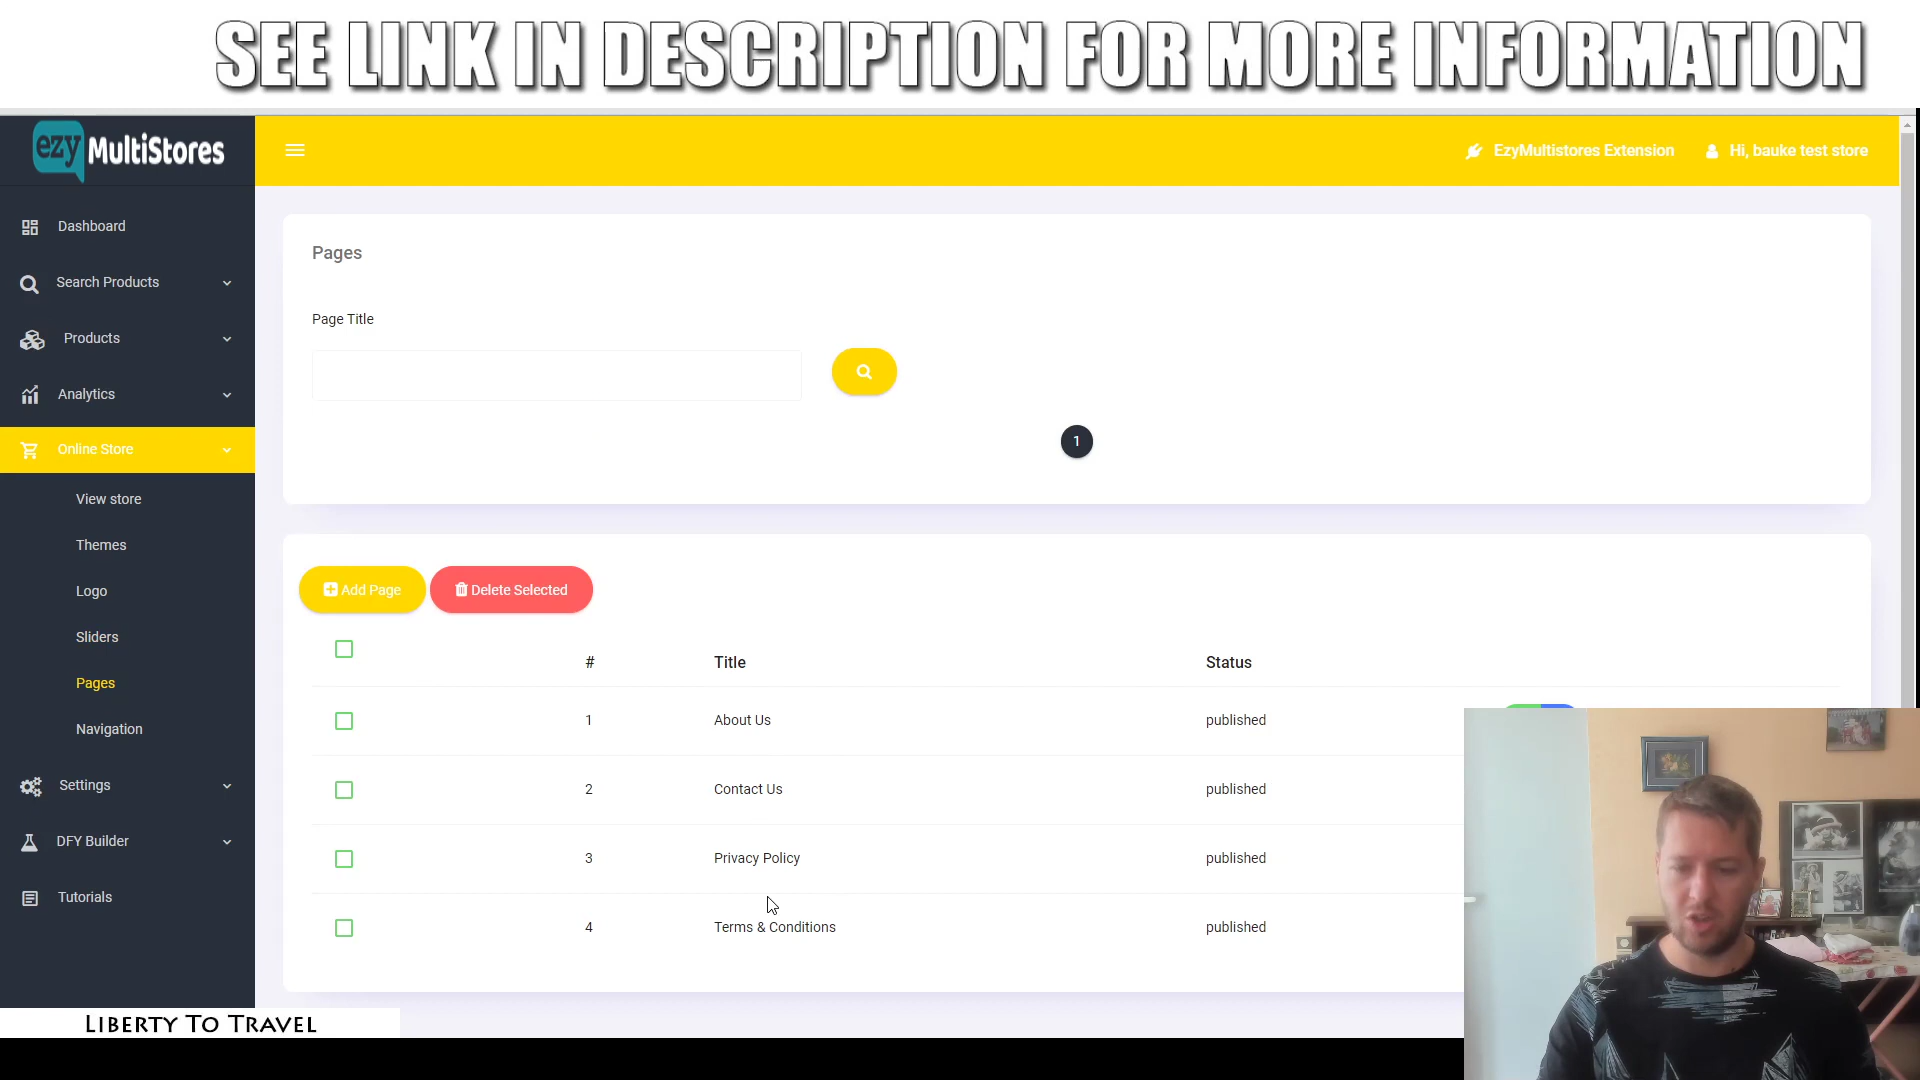 SEE LINK IN DESCRIPTION FOR MORE INFORMATION
ezy MultiStores
EzyMultistores Extension
Hi, bauke test store
Dashboard
Search Products
Products
Analytics
Online Store
View store
Themes
Logo
Sliders
Pages
Navigation
Settings
DFY Builder
Tutorials
Pages
Page Title
1
Add Page
Delete Selected
# Title Status
1 About Us published
2 Contact Us published
3 Privacy Policy published
4 Terms & Conditions published
LIBERTY TO TRAVEL